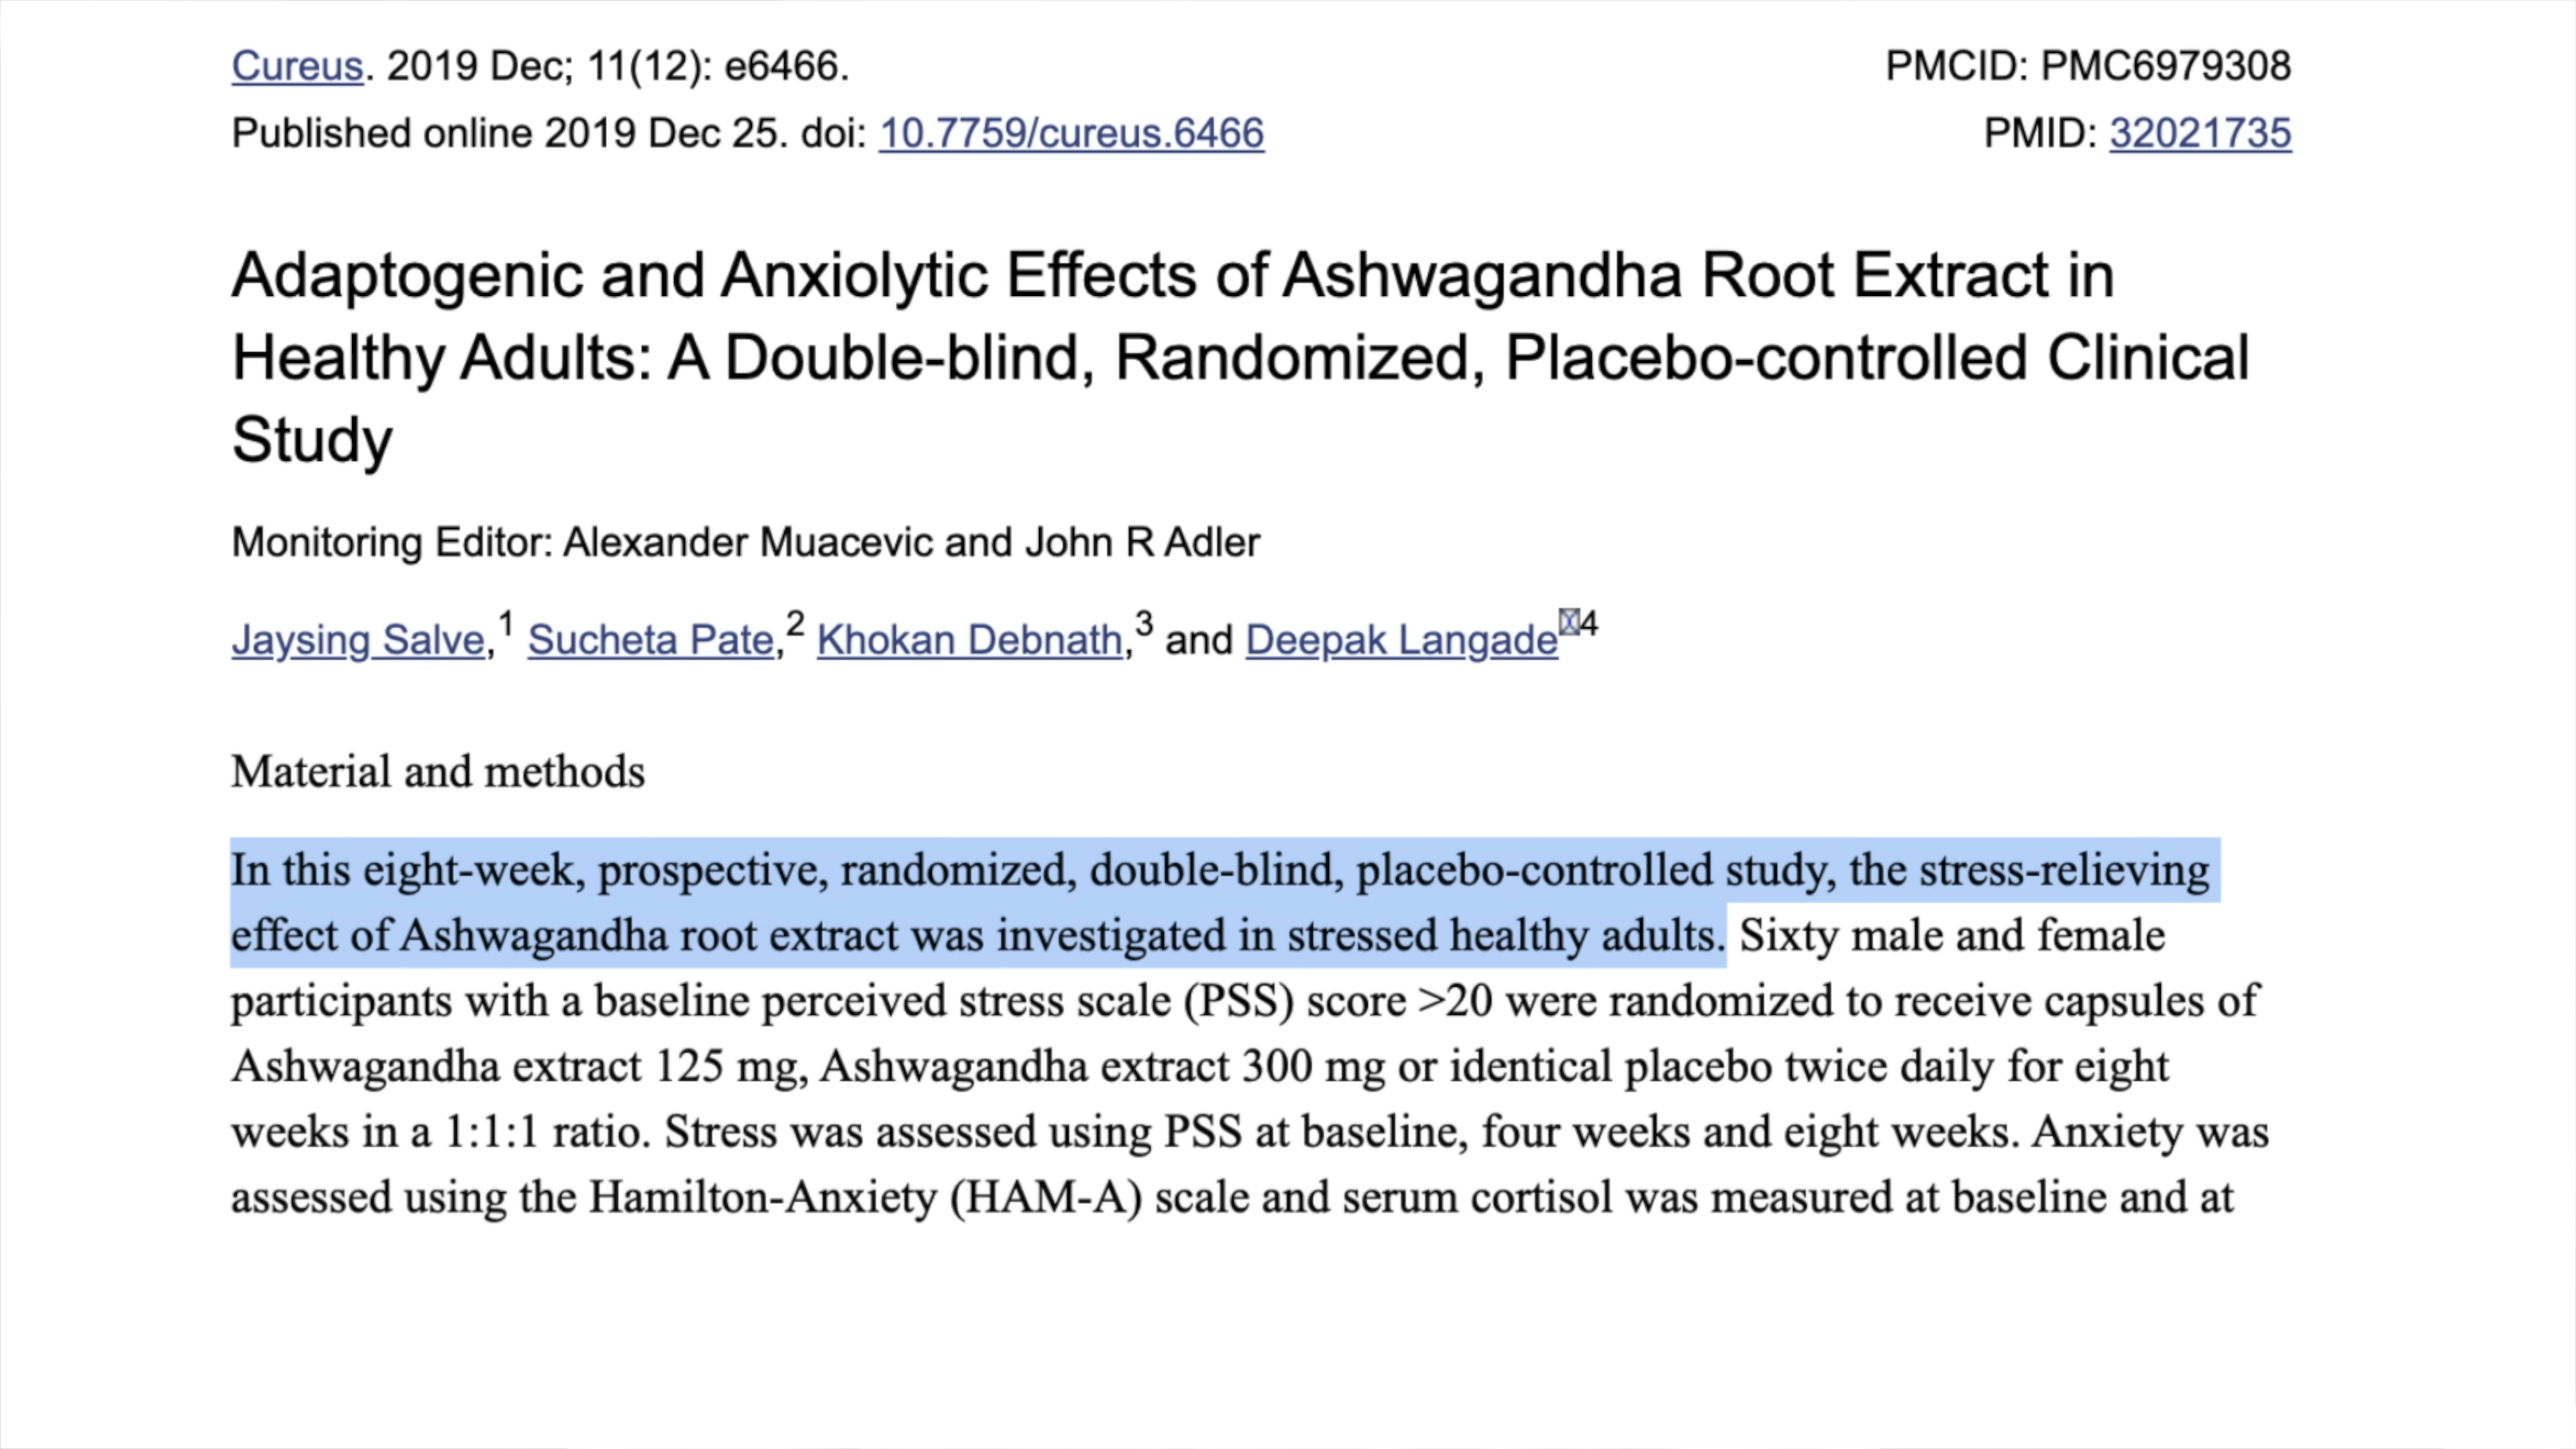 Cureus. 2019 Dec; 11(12): e6466.
PMCID: PMC6979308
Published online 2019 Dec 25. doi: 10.7759/cureus.6466
PMID: 32021735
Adaptogenic and Anxiolytic Effects of Ashwagandha Root Extract in
Healthy Adults: A Double-blind, Randomized, Placebo-controlled Clinical
Study
Monitoring Editor: Alexander Muacevic and John R Adler
Jaysing Salve,1 Sucheta Pate,2 Khokan Debnath,3 and Deepak Langade4
Material and methods
In this eight-week, prospective, randomized, double-blind, placebo-controlled study, the stress-relieving
effect of Ashwagandha root extract was investigated in stressed healthy adults. Sixty male and female
participants with a baseline perceived stress scale (PSS) score >20 were randomized to receive capsules of
Ashwagandha extract 125 mg, Ashwagandha extract 300 mg or identical placebo twice daily for eight
weeks in a 1:1:1 ratio. Stress was assessed using PSS at baseline, four weeks and eight weeks. Anxiety was
assessed using the Hamilton-Anxiety (HAM-A) scale and serum cortisol was measured at baseline and at